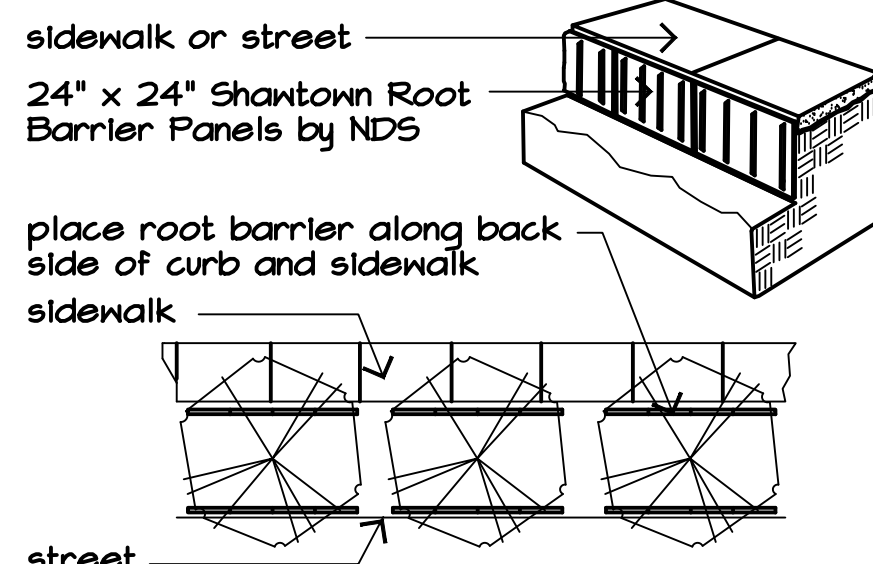 sidewalk or street
24" x 24" Shawtown Root
Barrier Panels by NDS
place root barrier along back
side of curb and sidewalk
sidewalk
street